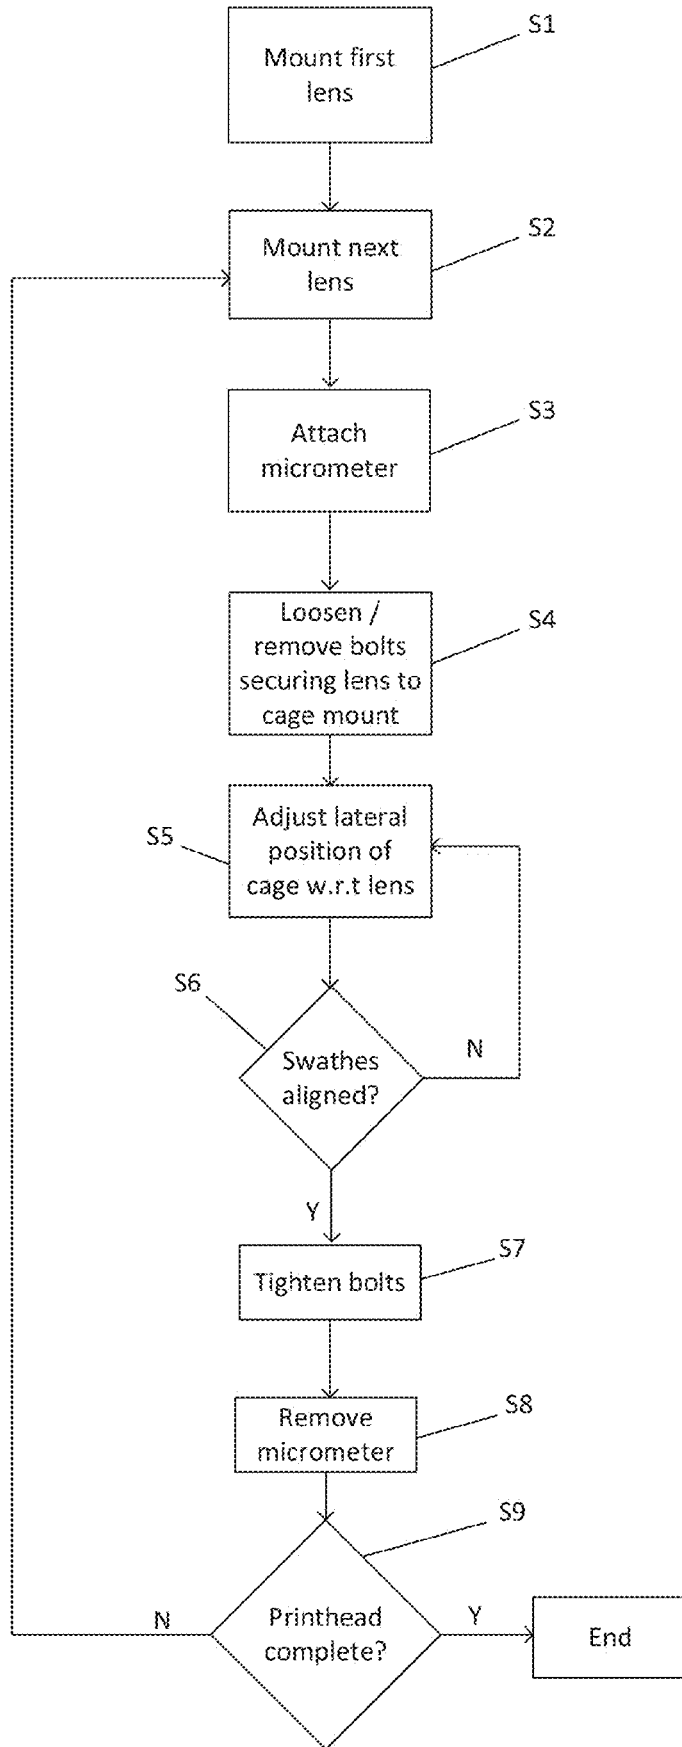 S1
Mount first
lens
S2
Mount next
lens
S3
Attach
micrometer
S4
Loosen /
remove bolts
securing lens to
cage mount
S5
Adjust lateral
position of
cage w.r.t lens
S6
Swathes
aligned?
N
Y
S7
Tighten bolts
S8
Remove
micrometer
S9
N
Printhead
complete?
Y
End